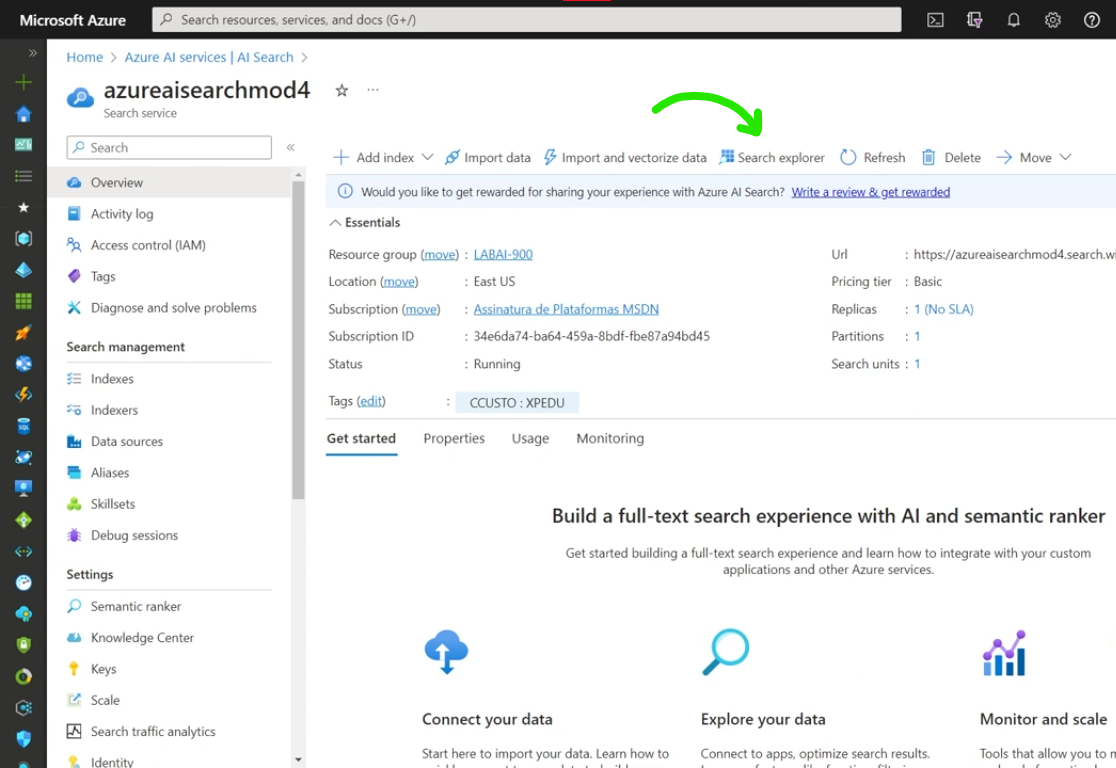 Microsoft Azure
Search resources, services, and docs (G+/)
Home > Azure AI services | AI Search >
azureaisearchmod4
Search service
Search
Add index
Import data
Import and vectorize data
Search explorer
Refresh
Delete
Move
Would you like to get rewarded for sharing your experience with Azure AI Search? Write a review & get rewarded
Overview
Activity log
Access control (IAM)
Tags
Diagnose and solve problems
Search management
Indexes
Indexers
Data sources
Aliases
Skillsets
Debug sessions
Settings
Semantic ranker
Knowledge Center
Keys
Scale
Search traffic analytics
Identity
Essentials
Resource group (move) : LABAI-900
Location (move) : East US
Subscription (move) : Assinatura de Plataformas MSDN
Subscription ID : 34e6da74-ba64-459a-8bdf-fbe87a94bd45
Status : Running
Tags (edit) : CCUSTO : XPEDU
Url : https://azureaisearchmod4.search.wi
Pricing tier : Basic
Replicas : 1 (No SLA)
Partitions : 1
Search units : 1
Get started
Properties
Usage
Monitoring
Build a full-text search experience with AI and semantic ranker
Get started building a full-text search experience and learn how to integrate with your custom
applications and other Azure services.
Connect your data
Start here to import your data. Learn how to
Explore your data
Connect to apps, optimize search results.
Monitor and scale
Tools that allow you to